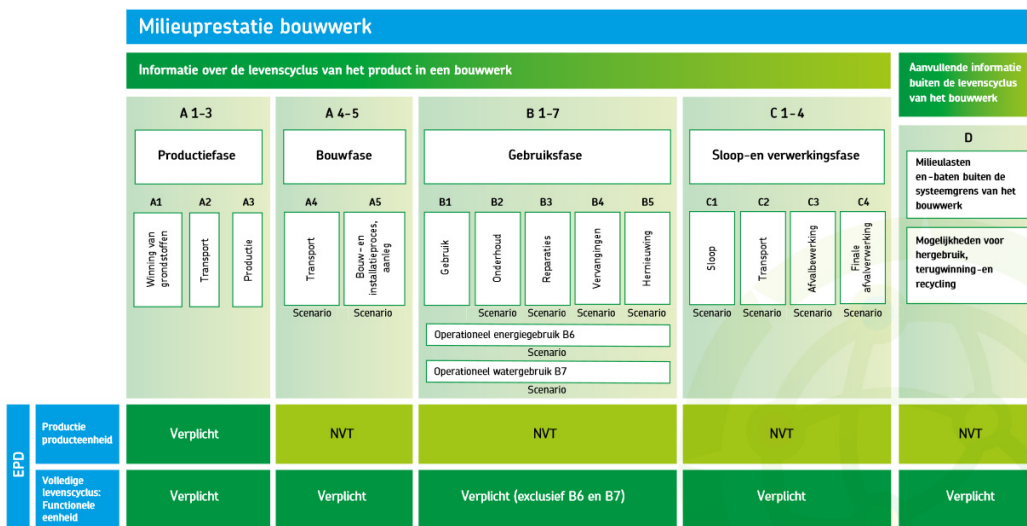 Milieuprestatie bouwwerk
Informatie over de levenscyclus van het product in een bouwwerk
Aanvullende informatie
buiten de levenscyclus
van het bouwwerk
A 1-3
A 4-5
B 1-7
C 1-4
D
Productiefase
Bouwfase
Gebruiksfase
Sloop-en verwerkingsfase
Milieulasten
en-baten buiten de
systeemgrens van het
bouwwerk
A1
A2
A3
A4
A5
B1
B2
B3
B4
B5
C1
C2
C3
C4
Winning van
grondstoffen
Transport
Productie
Transport
Bouw- en
installatieproces,
aanleg
Gebruik
Onderhoud
Reparaties
Vervangingen
Hernieuwing
Sloop
Transport
Afvalbewerking
Finale
afvalverwerking
Mogelijkheden voor
hergebruik,
terugwinning-en
recycling
Scenario
Scenario
Scenario
Scenario
Scenario
Scenario
Scenario
Scenario
Scenario
Scenario
Operationeel energiegebruik B6
Scenario
Operationeel watergebruik B7
Scenario
EPD
Productie
producteenheid
Verplicht
NVT
NVT
NVT
NVT
Volledige
levenscyclus:
Functionele
eenheid
Verplicht
Verplicht
Verplicht (exclusief B6 en B7)
Verplicht
Verplicht